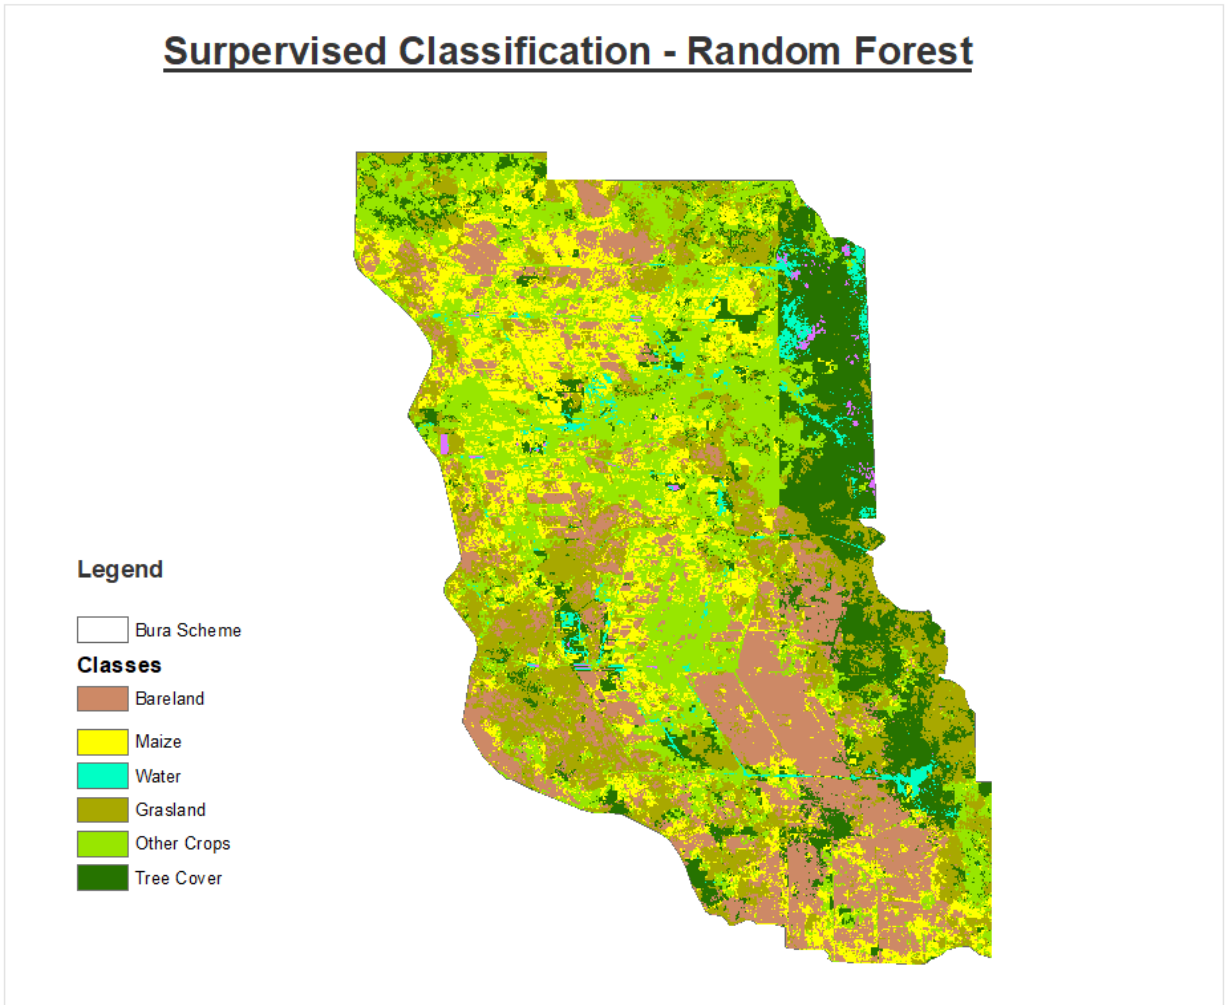 Surpervised Classification - Random Forest
Legend
Bura Scheme
Classes
Bareland
Maize
Water
Grasland
Other Crops
Tree Cover